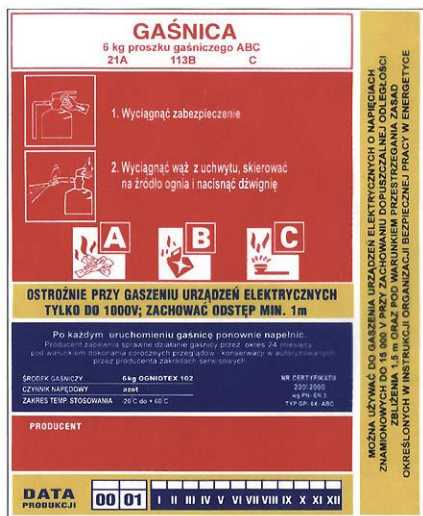 GAŚNICA
6 kg proszku gaśniczego ABC
21A 113B C
1. Wyciągnąć zabezpieczenie
2. Wyciągnąć wąż z uchwytu, skierować
na źródło ognia i nacisnąć dźwignię
A B C
OSTROŻNIE PRZY GASZENIU URZĄDZEŃ ELEKTRYCZNYCH
TYLKO DO 1000V; ZACHOWAĆ ODSTĘP MIN. 1m
Po każdym uruchomieniu gaśnicę ponownie napełnić.
Producent zapewnia sprawne działanie gaśnicy przez okres 24 miesięcy
pod warunkiem dokonania corocznych przeglądów i konserwacji w autoryzowanych
przez producenta zakładach serwisowych.
ŚRODEK GAŚNICZY 6kg OGNIOTEX 102
CZYNNIK NAPĘDOWY azot
ZAKRES TEMP. STOSOWANIA -20°C do + 60°C
NR CERTYFIKATU
220/2000
wg PN-EN 3
TYP GP- 6X-ABC
PRODUCENT
DATA
PRODUKCJI
00 01 I II III IV V VI VII VIII IX X XI XII
MOŻNA UŻYWAĆ DO GASZENIA URZĄDZEŃ ELEKTRYCZNYCH O NAPIĘCIACH
ZNAMIONOWYCH DO 15 000 V PRZY ZACHOWANIU DOPUSZCZALNEJ ODLEGŁOŚCI
ZBLIŻENIA 1,5 m ORAZ POD WARUNKIEM PRZESTRZEGANIA ZASAD
OKREŚLONYCH W INSTRUKCJI ORGANIZACJI BEZPIECZNEJ PRACY W ENERGETYCE